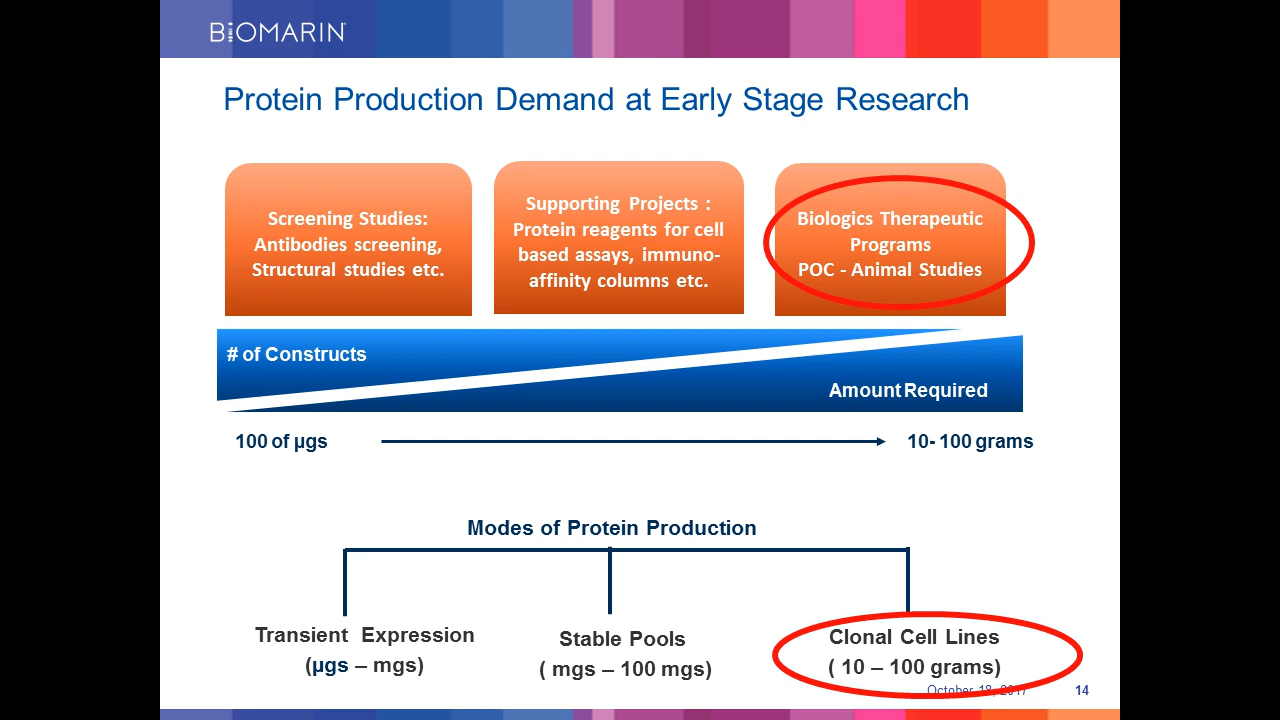 BiOMARIN
Protein Production Demand at Early Stage Research
Screening Studies:
Antibodies screening,
Structural studies etc.
Supporting Projects :
Protein reagents for cell
based assays, immuno-
affinity columns etc.
Biologics Therapeutic
Programs
POC - Animal Studies
# of Constructs
Amount Required
100 of µgs
10- 100 grams
Modes of Protein Production
Transient Expression
(µgs – mgs)
Stable Pools
( mgs – 100 mgs)
Clonal Cell Lines
( 10 – 100 grams)
October 18, 2017
14